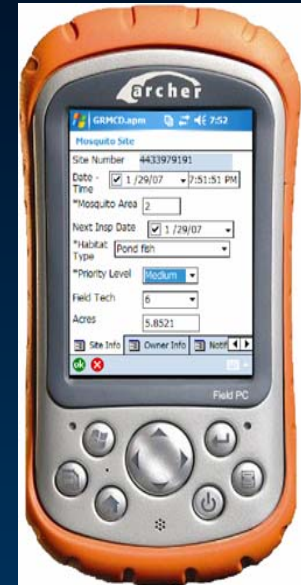 archer
GRMCD.apm 7:52
Mosquito Site
Site Number 4433979191
Date - Time 1 /29/07 7:51:51 PM
*Mosquito Area 2
Next Insp Date 1 /29/07
*Habitat Type Pond fish
*Priority Level Medium
Field Tech 6
Acres 5.8521
Site Info Owner Info Notif
ok
Field PC